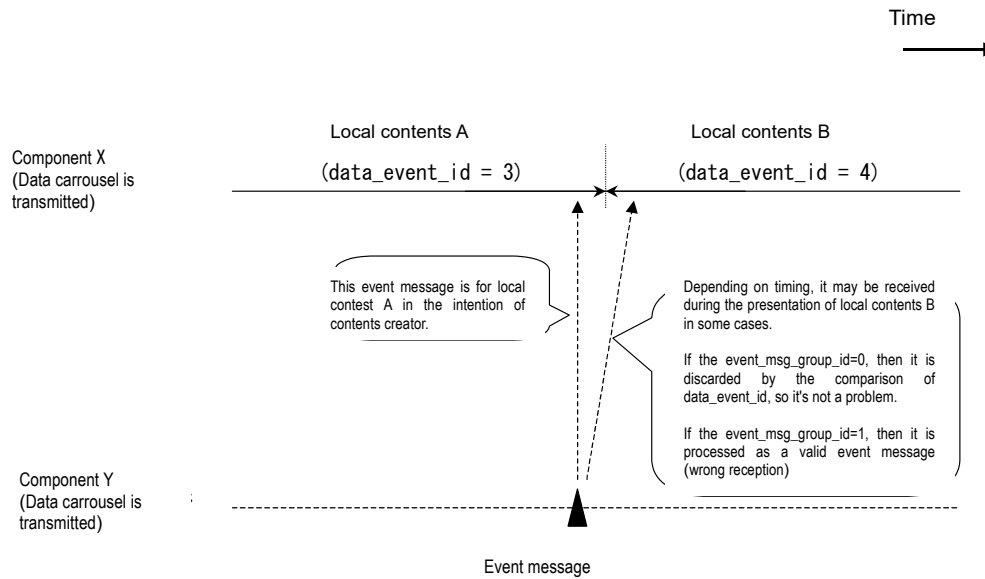 Time
Local contents A
Local contents B
Component X
(Data carrousel is
transmitted)
(data_event_id = 3)
(data_event_id = 4)
This event message is for local
contest A in the intention of
contents creator.
Depending on timing, it may be received
during the presentation of local contents B
in some cases.
If the event_msg_group_id=0, then it is
discarded by the comparison of
data_event_id, so it's not a problem.
If the event_msg_group_id=1, then it is
processed as a valid event message
(wrong reception)
Component Y
(Data carrousel is
transmitted)
;
Event message